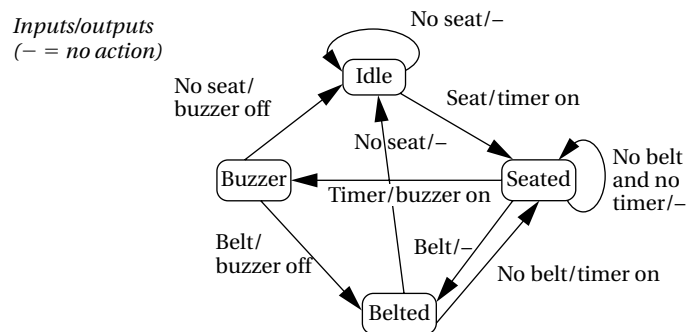 Inputs/outputs
(– = no action)
No seat/–
Idle
No seat/
buzzer off
Seat/timer on
No seat/–
Buzzer
Seated
No belt
and no
timer/–
Timer/buzzer on
Belt/
buzzer off
Belt/–
No belt/timer on
Belted